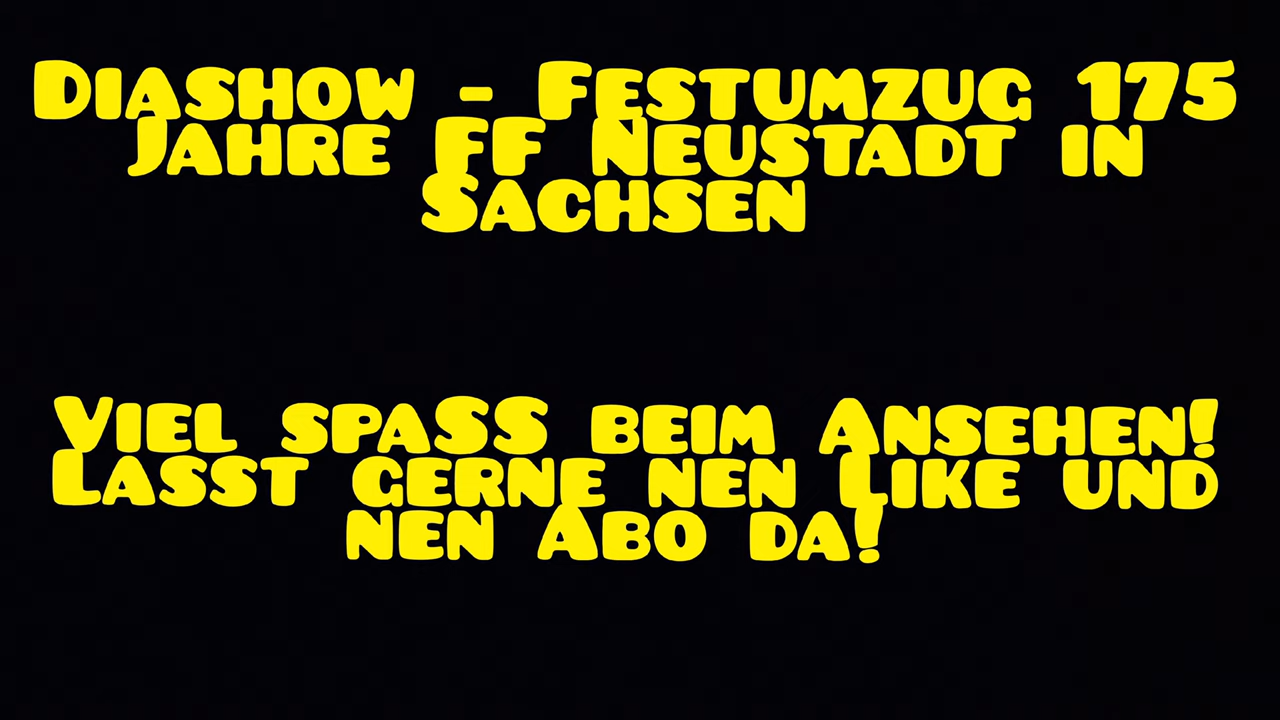 Diashow - Festumzug 175
Jahre FF Neustadt in
Sachsen
Viel spaSS beim Ansehen!
Lasst gerne nen Like und
nen Abo da!